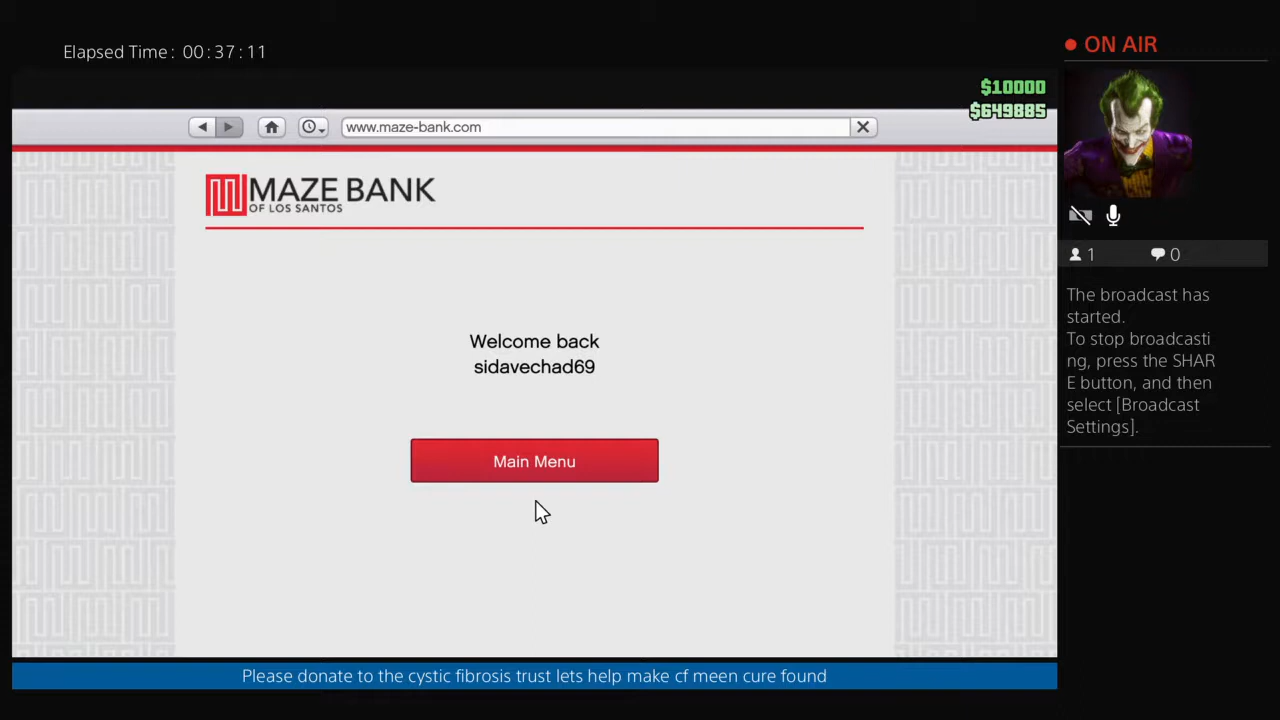 Elapsed Time: 00:37:11
ON AIR
$10000
$649885
www.maze-bank.com
MAZE BANK
OF LOS SANTOS
1
0
The broadcast has
started.
To stop broadcasti
ng, press the SHAR
E button, and then
select [Broadcast
Settings].
Welcome back
sidavechad69
Main Menu
Please donate to the cystic fibrosis trust lets help make cf meen cure found